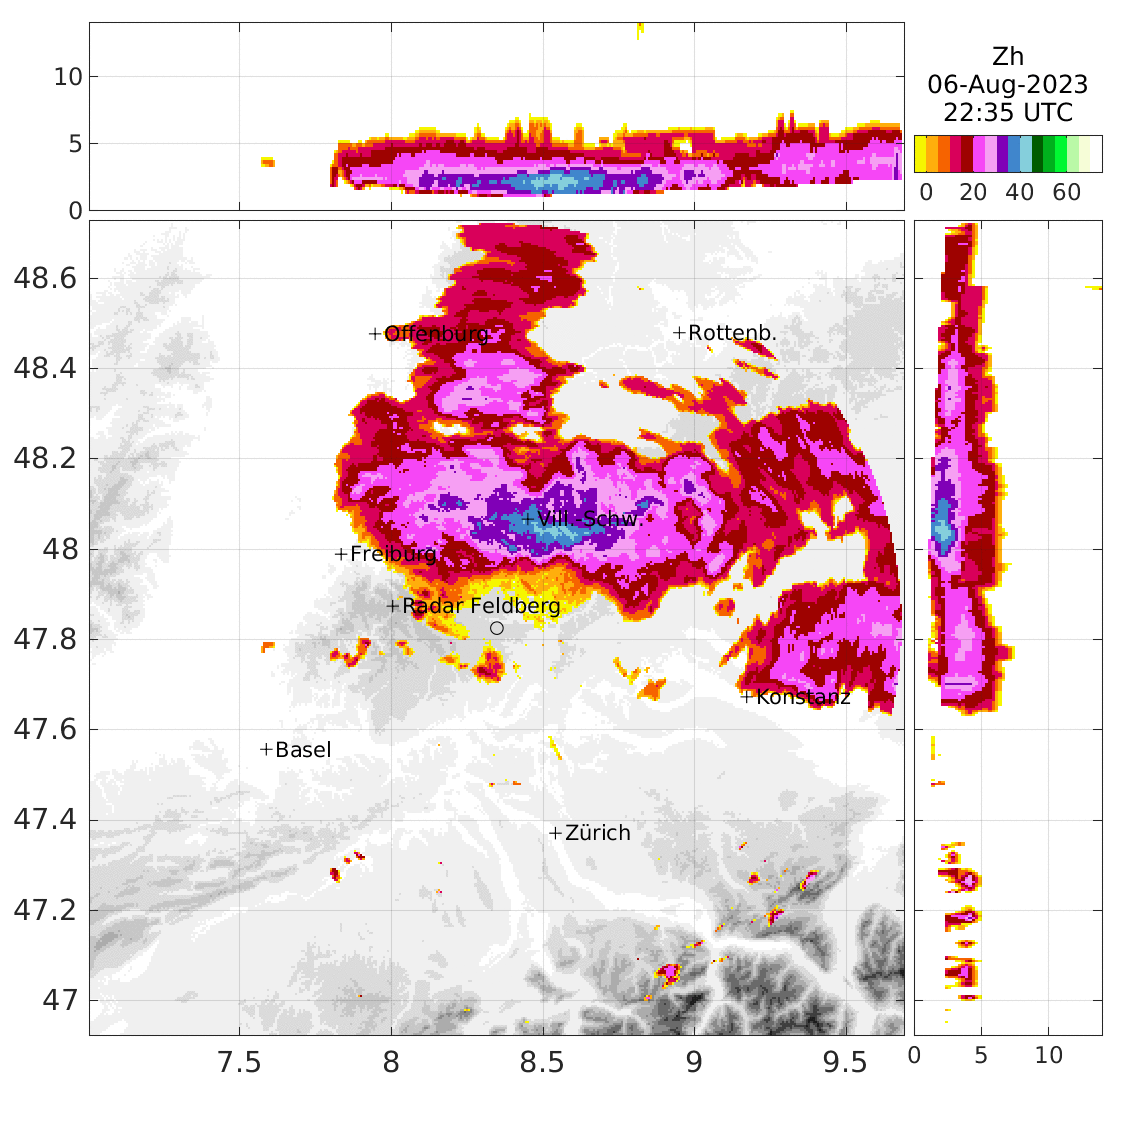 Zh
06-Aug-2023
22:35 UTC
0 20 40 60
10
5
0
48.6
48.4
48.2
48
47.8
47.6
47.4
47.2
47
Offenburg
Rottenb.
Vill.-Schw.
Freiburg
Radar Feldberg
Konstanz
Basel
Zürich
7.5 8 8.5 9 9.5
0 5 10